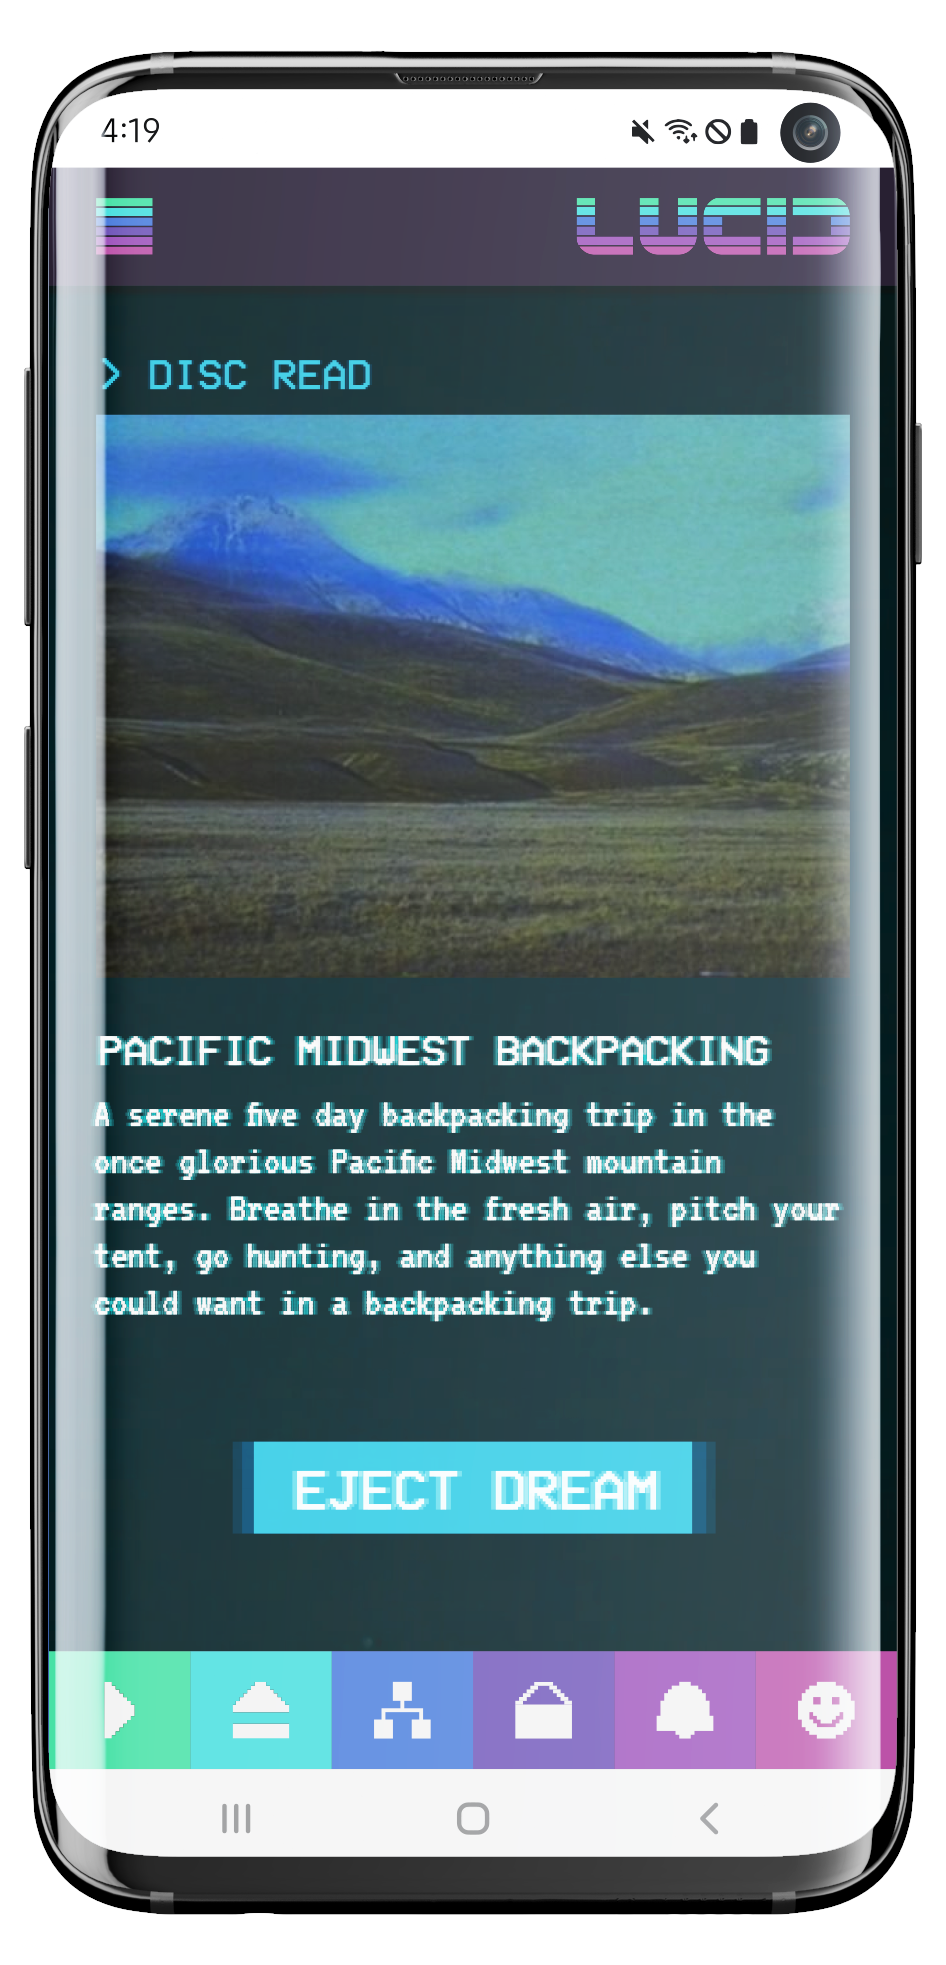 4:19
LUCID
> DISC READ
PACIFIC MIDWEST BACKPACKING
A serene five day backpacking trip in the
once glorious Pacific Midwest mountain
ranges. Breathe in the fresh air, pitch your
tent, go hunting, and anything else you
could want in a backpacking trip.
EJECT DREAM